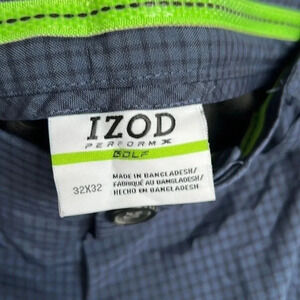 IZOD
PERFORM X
GOLF
32X32
MADE IN BANGLADESH/
FABRIQUÉ AU BANGLADESH/
HECHO EN BANGLADESH